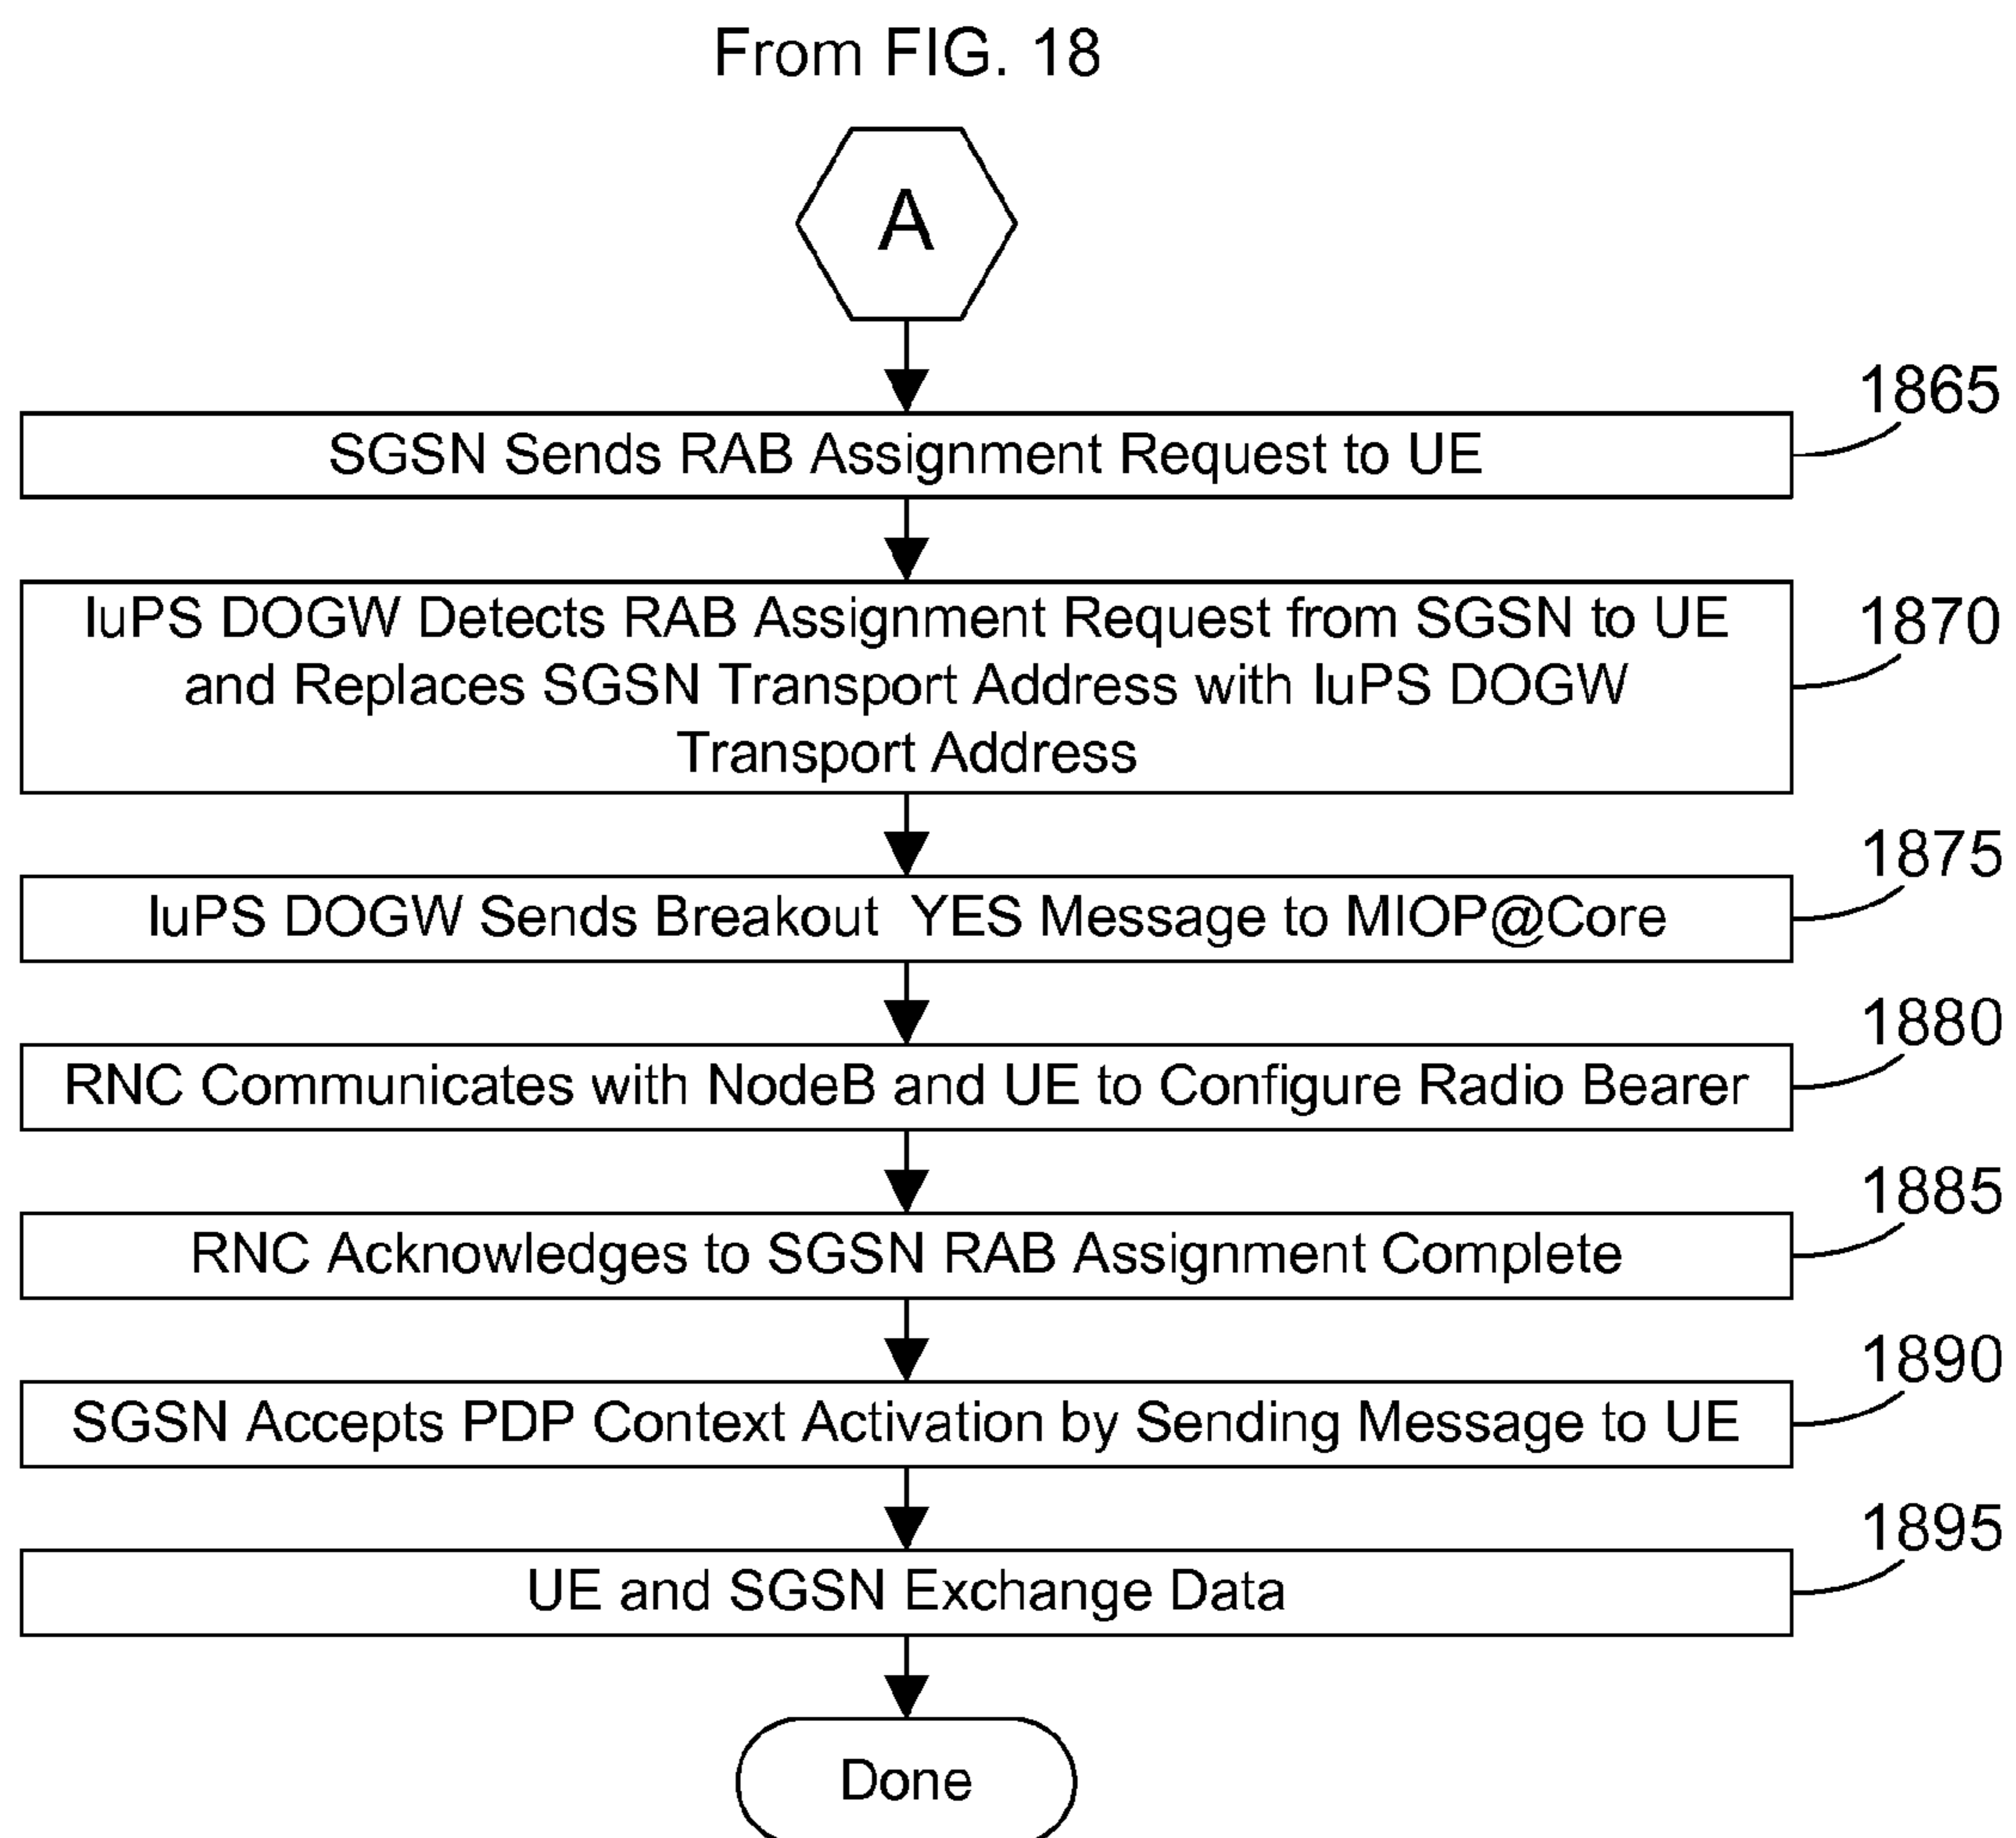 From FIG. 18
A
1865
SGSN Sends RAB Assignment Request to UE
1870
IuPS DOGW Detects RAB Assignment Request from SGSN to UE
and Replaces SGSN Transport Address with IuPS DOGW
Transport Address
1875
IuPS DOGW Sends Breakout YES Message to MIOP@Core
1880
RNC Communicates with NodeB and UE to Configure Radio Bearer
1885
RNC Acknowledges to SGSN RAB Assignment Complete
1890
SGSN Accepts PDP Context Activation by Sending Message to UE
1895
UE and SGSN Exchange Data
Done